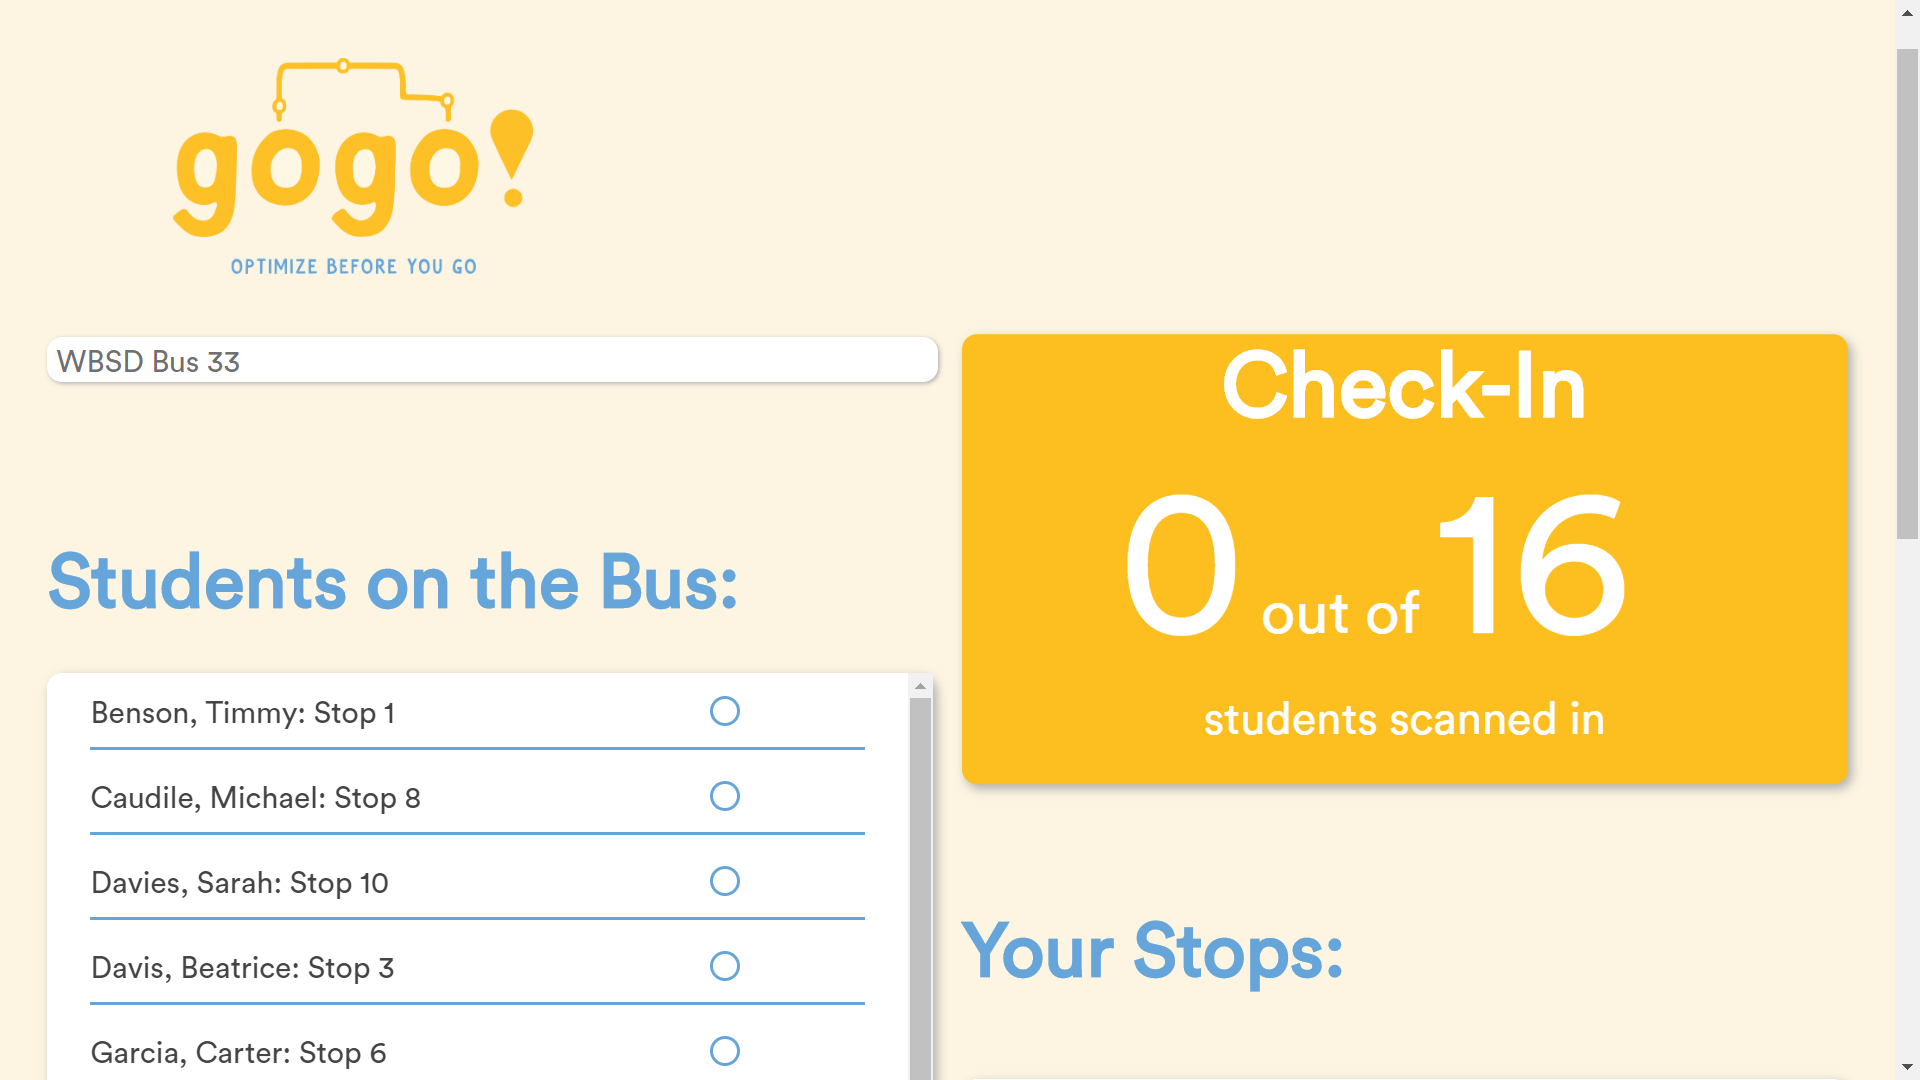 gogo!
OPTIMIZE BEFORE YOU GO
WBSD Bus 33
Students on the Bus:
Benson, Timmy: Stop 1
Caudile, Michael: Stop 8
Davies, Sarah: Stop 10
Davis, Beatrice: Stop 3
Garcia, Carter: Stop 6
Check-In
0 out of 16
students scanned in
Your Stops: